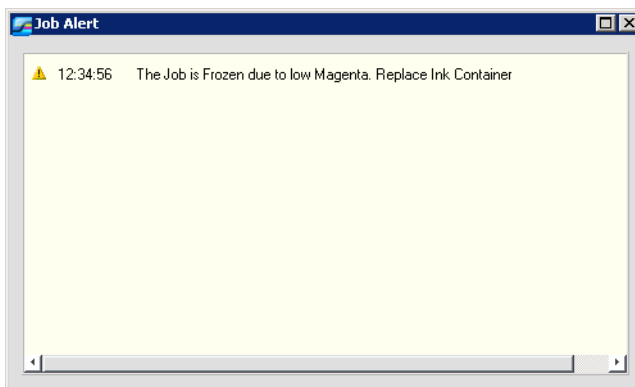 Job Alert
12:34:56 The Job is Frozen due to low Magenta. Replace Ink Container